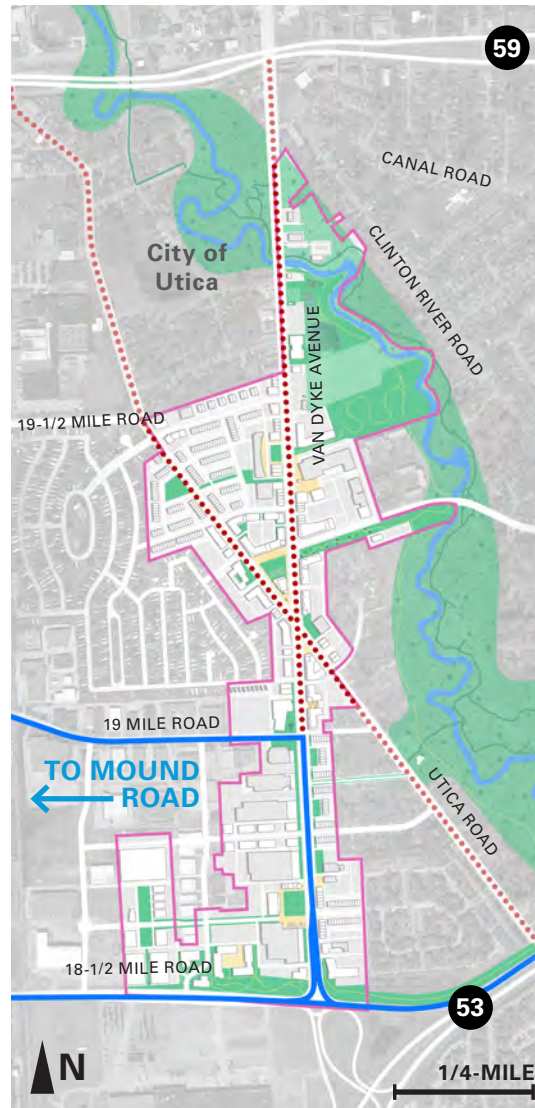 59
CANAL ROAD
CLINTON RIVER ROAD
City of
Utica
VAN DYKE AVENUE
19-1/2 MILE ROAD
19 MILE ROAD
TO MOUND
ROAD
UTICA ROAD
18-1/2 MILE ROAD
53
N
1/4-MILE